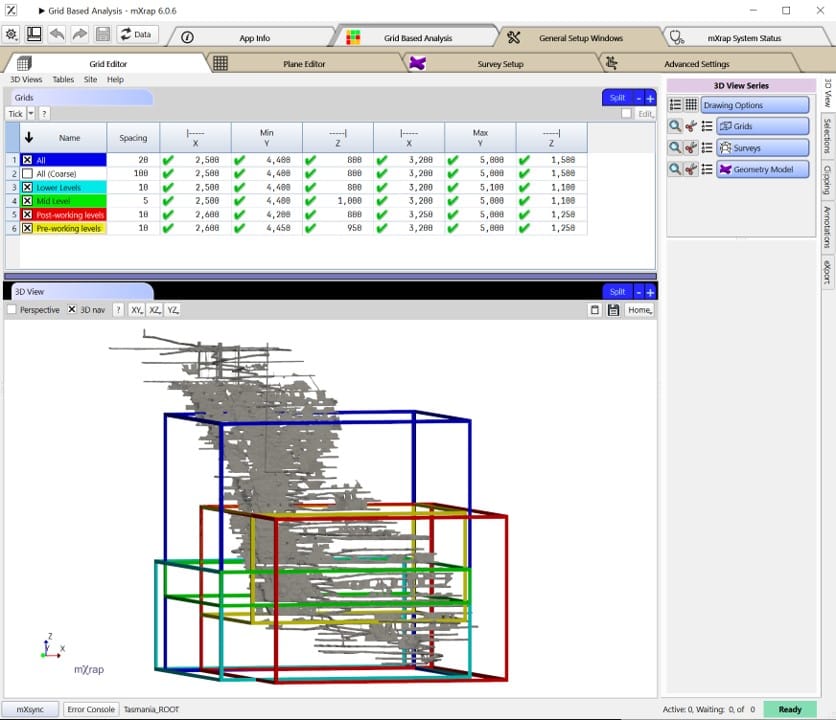 Grid Based Analysis - mXrap 6.0.6
Data
App Info
Grid Based Analysis
General Setup Windows
mXrap System Status
Grid Editor
Plane Editor
Survey Setup
Advanced Settings
3D Views Tables Site Help
Grids
Split - +
Tick ?
Edit
Name Spacing Min Max
X Y Z X Y Z
1 All 20 2,500 4,400 800 3,200 5,000 1,500
2 All (Coarse) 100 2,500 4,400 800 3,200 5,000 1,500
3 Lower Levels 10 2,500 4,400 800 3,200 5,100 1,100
4 Mid Level 5 2,500 4,400 1,000 3,200 5,000 1,100
5 Post-working levels 10 2,600 4,200 800 3,250 5,000 1,250
6 Pre-working levels 10 2,600 4,450 950 3,200 5,000 1,250
3D View
Split - +
Perspective 3D nav ? XY XZ YZ
Home
Z
Y
X
mXrap
3D View Series
Drawing Options
Grids
Surveys
Geometry Model
3D View
Selections
Clipping
Annotations
eXport
mXsync Error Console Tasmania_ROOT
Active: 0, Waiting: 0, of 0 Ready